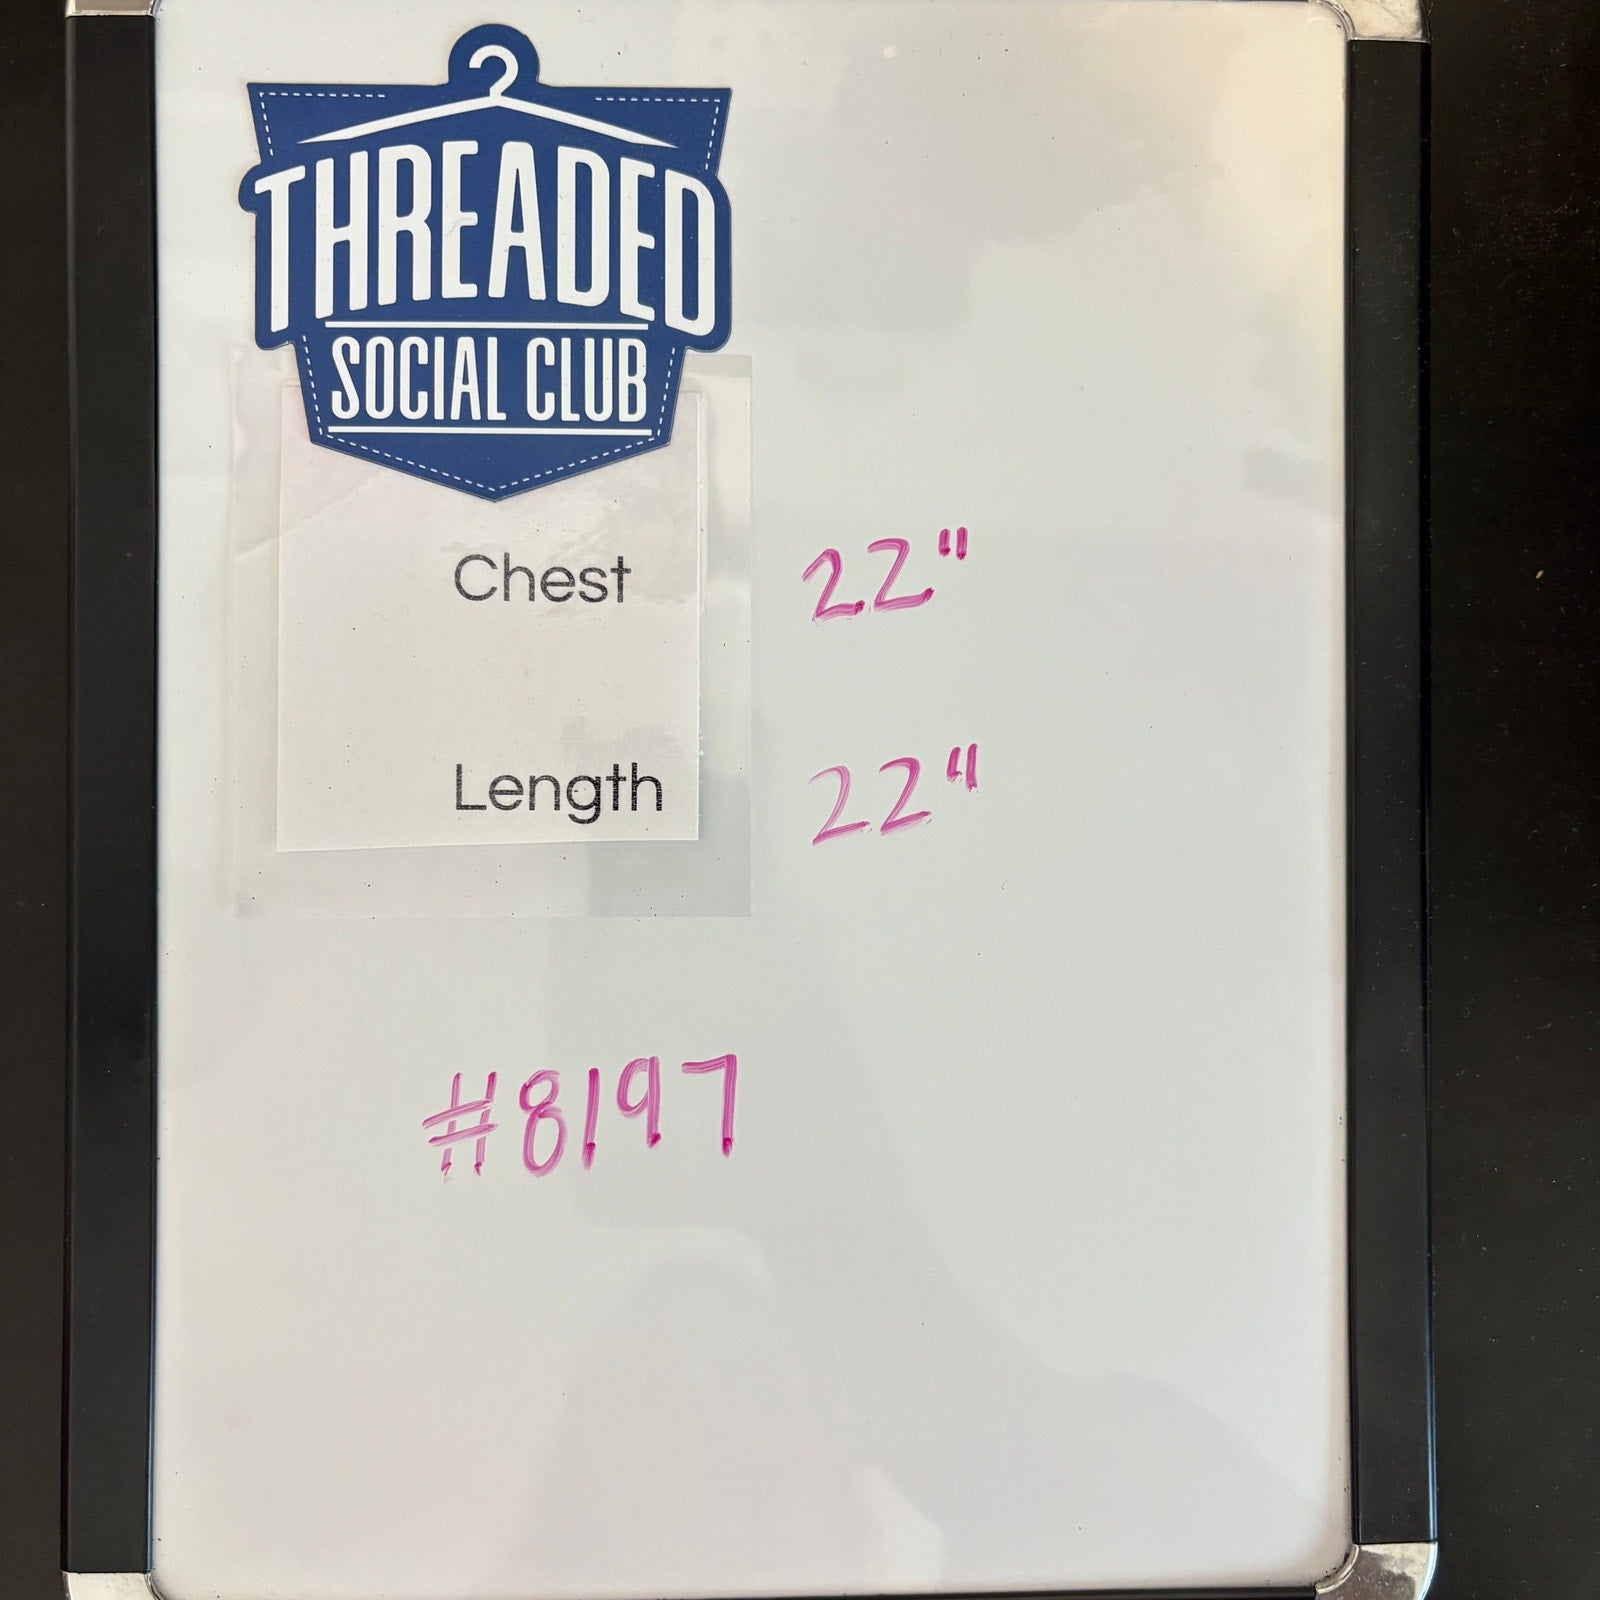 THREADED
SOCIAL CLUB
Chest 22"
Length 22"
#8197